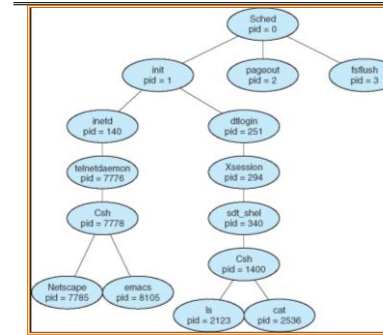 Sched
pid = 0
init
pid = 1
pageout
pid = 2
fsflush
pid = 3
inetd
pid = 140
dtlogin
pid = 251
telnetdaemon
pid = 7776
Xsession
pid = 294
Csh
pid = 7778
sdt_shel
pid = 340
Csh
pid = 1400
Netscape
pid = 7785
emacs
pid = 8105
ls
pid = 2123
cat
pid = 2536